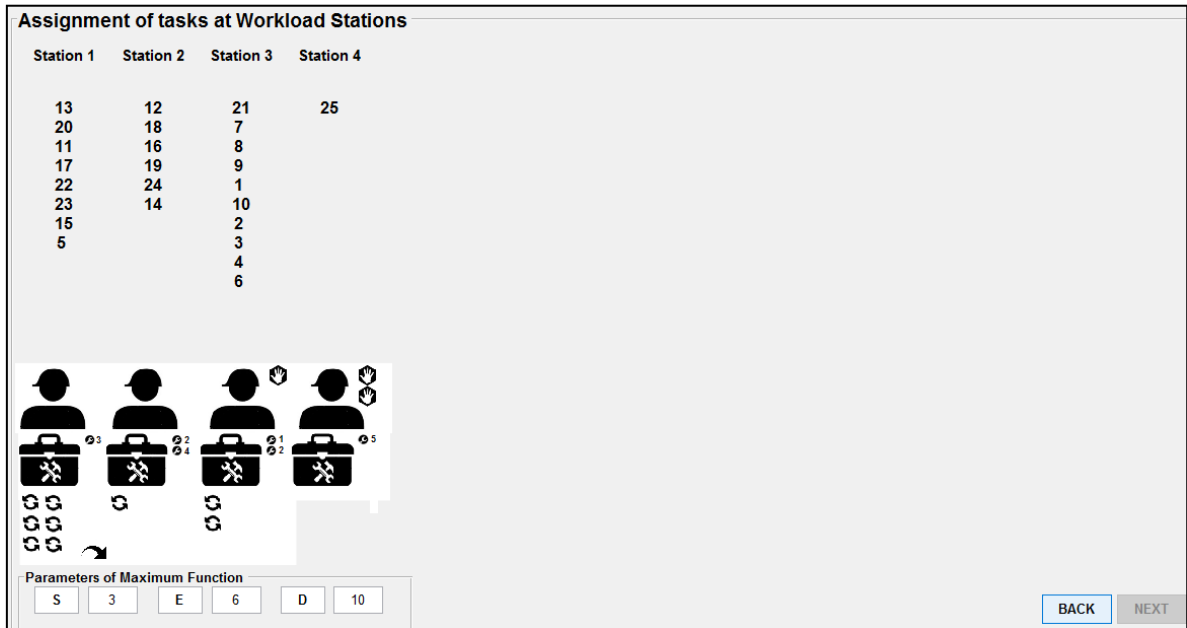 Assignment of tasks at Workload Stations
Station 1 Station 2 Station 3 Station 4
13 12 21 25
20 18 7
11 16 8
17 19 9
22 24 1
23 14 10
15 2
5 3
4
6
3 2 1 5
4 2
Parameters of Maximum Function
S 3 E 6 D 10
BACK NEXT